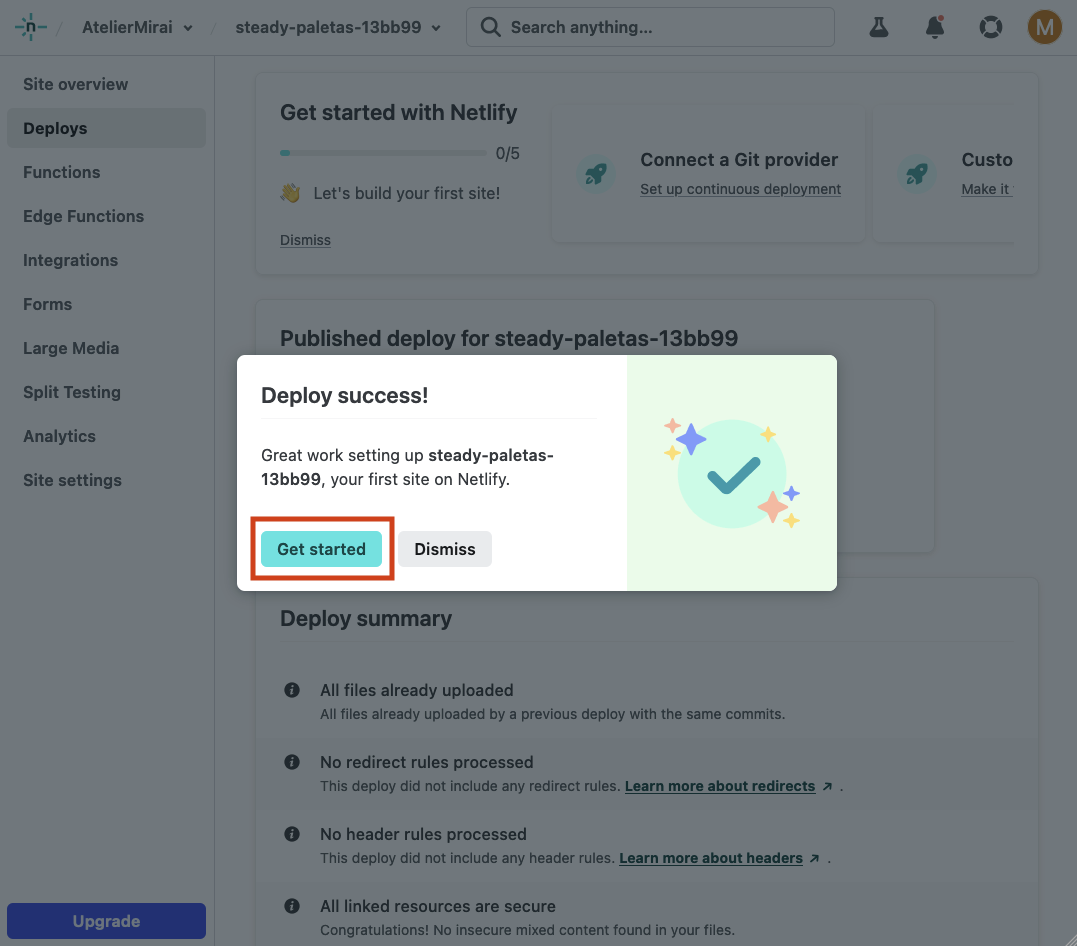 n / AtelierMirai / steady-paletas-13bb99 Search anything... M
Site overview
Deploys
Functions
Edge Functions
Integrations
Forms
Large Media
Split Testing
Analytics
Site settings
Upgrade
Get started with Netlify
0/5
👋 Let's build your first site!
Dismiss
Connect a Git provider
Set up continuous deployment
Custo
Make it
Published deploy for steady-paletas-13bb99
Deploy success!
Great work setting up steady-paletas-
13bb99, your first site on Netlify.
Get started Dismiss
Deploy summary
All files already uploaded
All files already uploaded by a previous deploy with the same commits.
No redirect rules processed
This deploy did not include any redirect rules. Learn more about redirects ↗ .
No header rules processed
This deploy did not include any header rules. Learn more about headers ↗ .
All linked resources are secure
Congratulations! No insecure mixed content found in your files.